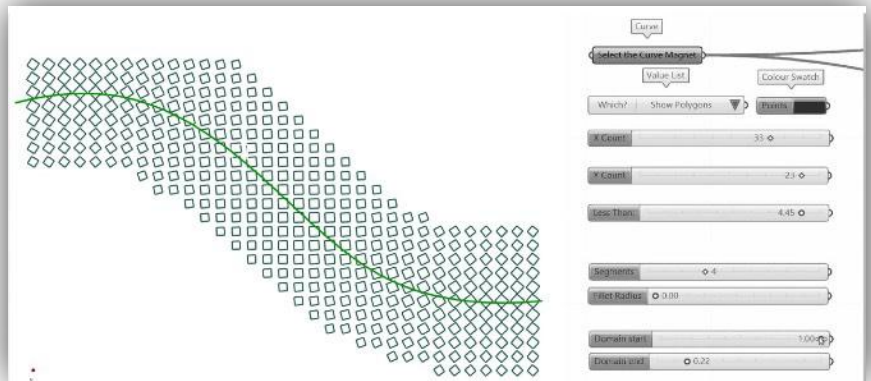 Curve
Select the Curve Magnet
Value List
Colour Swatch
Which? Show Polygons
Points
X Count 33
Y Count 23
Less Than 4.45
Segments 4
Fillet Radius 0.00
Domain start 1.00
Domain end 0.22